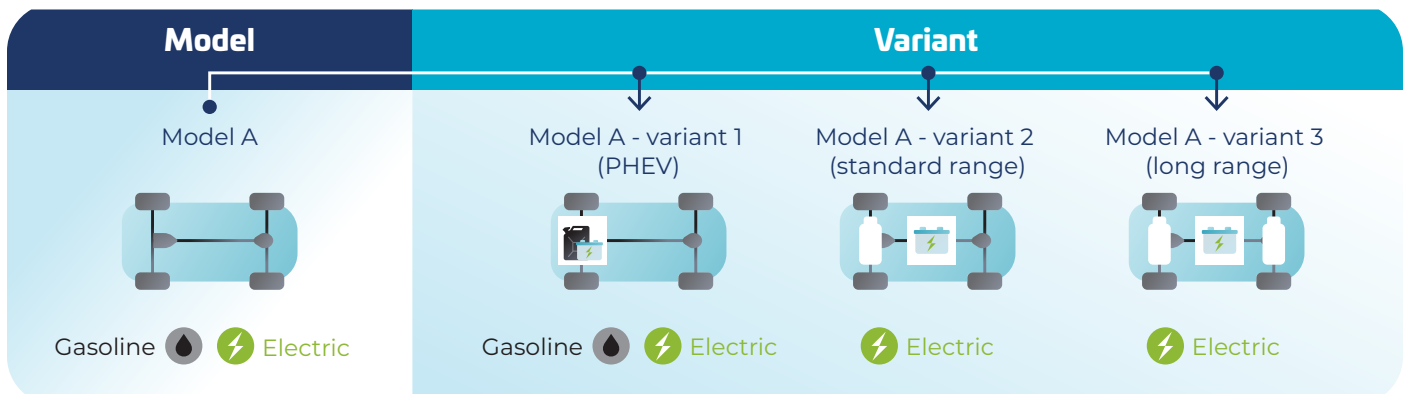 Model
Variant
Model A
Model A - variant 1
(PHEV)
Model A - variant 2
(standard range)
Model A - variant 3
(long range)
Gasoline Electric
Gasoline Electric
Electric
Electric